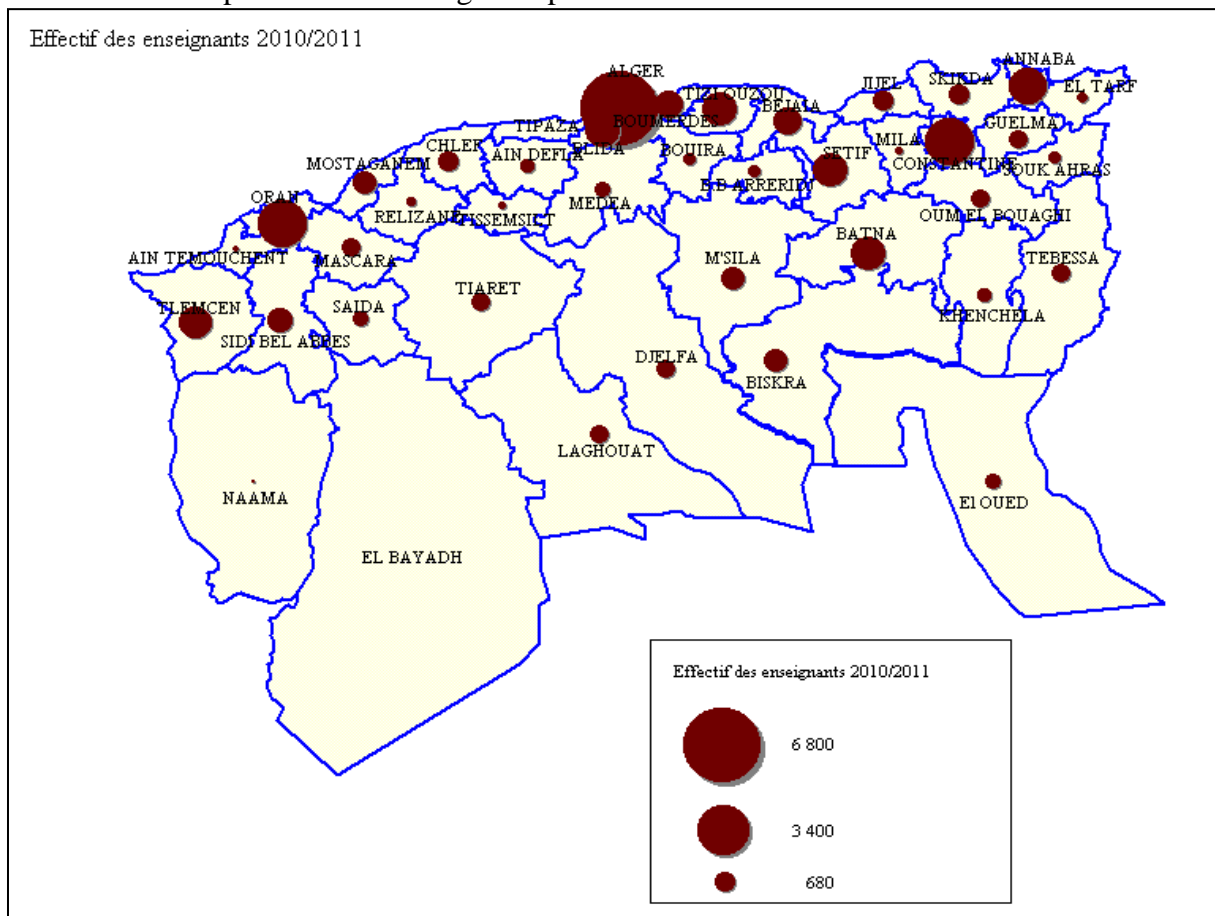 Effectif des enseignants 2010/2011
ALGER
ANNABA
SKIKDA
JIJEL
EL TARF
TIZI OUZOU
BEJAIA
BOUMERDES
TIPAZA
GUELMA
BLIDA
BOUIRA
MILA
CONSTANTINE
SETIF
CHLEF
AIN DEFLA
MOSTAGANEM
SOUK AHRAS
B B ARRERIDJ
ORAN
RELIZANE
TISSEMSILT
MEDEA
OUM EL BOUAGHI
BATNA
AIN TEMOUCHENT
MASCARA
M'SILA
TEBESSA
TIARET
TLEMCEN
SAIDA
KHENCHELA
SIDI BEL ABBES
DJELFA
BISKRA
LAGHOUAT
NAAMA
El OUED
EL BAYADH
Effectif des enseignants 2010/2011
6 800
3 400
680